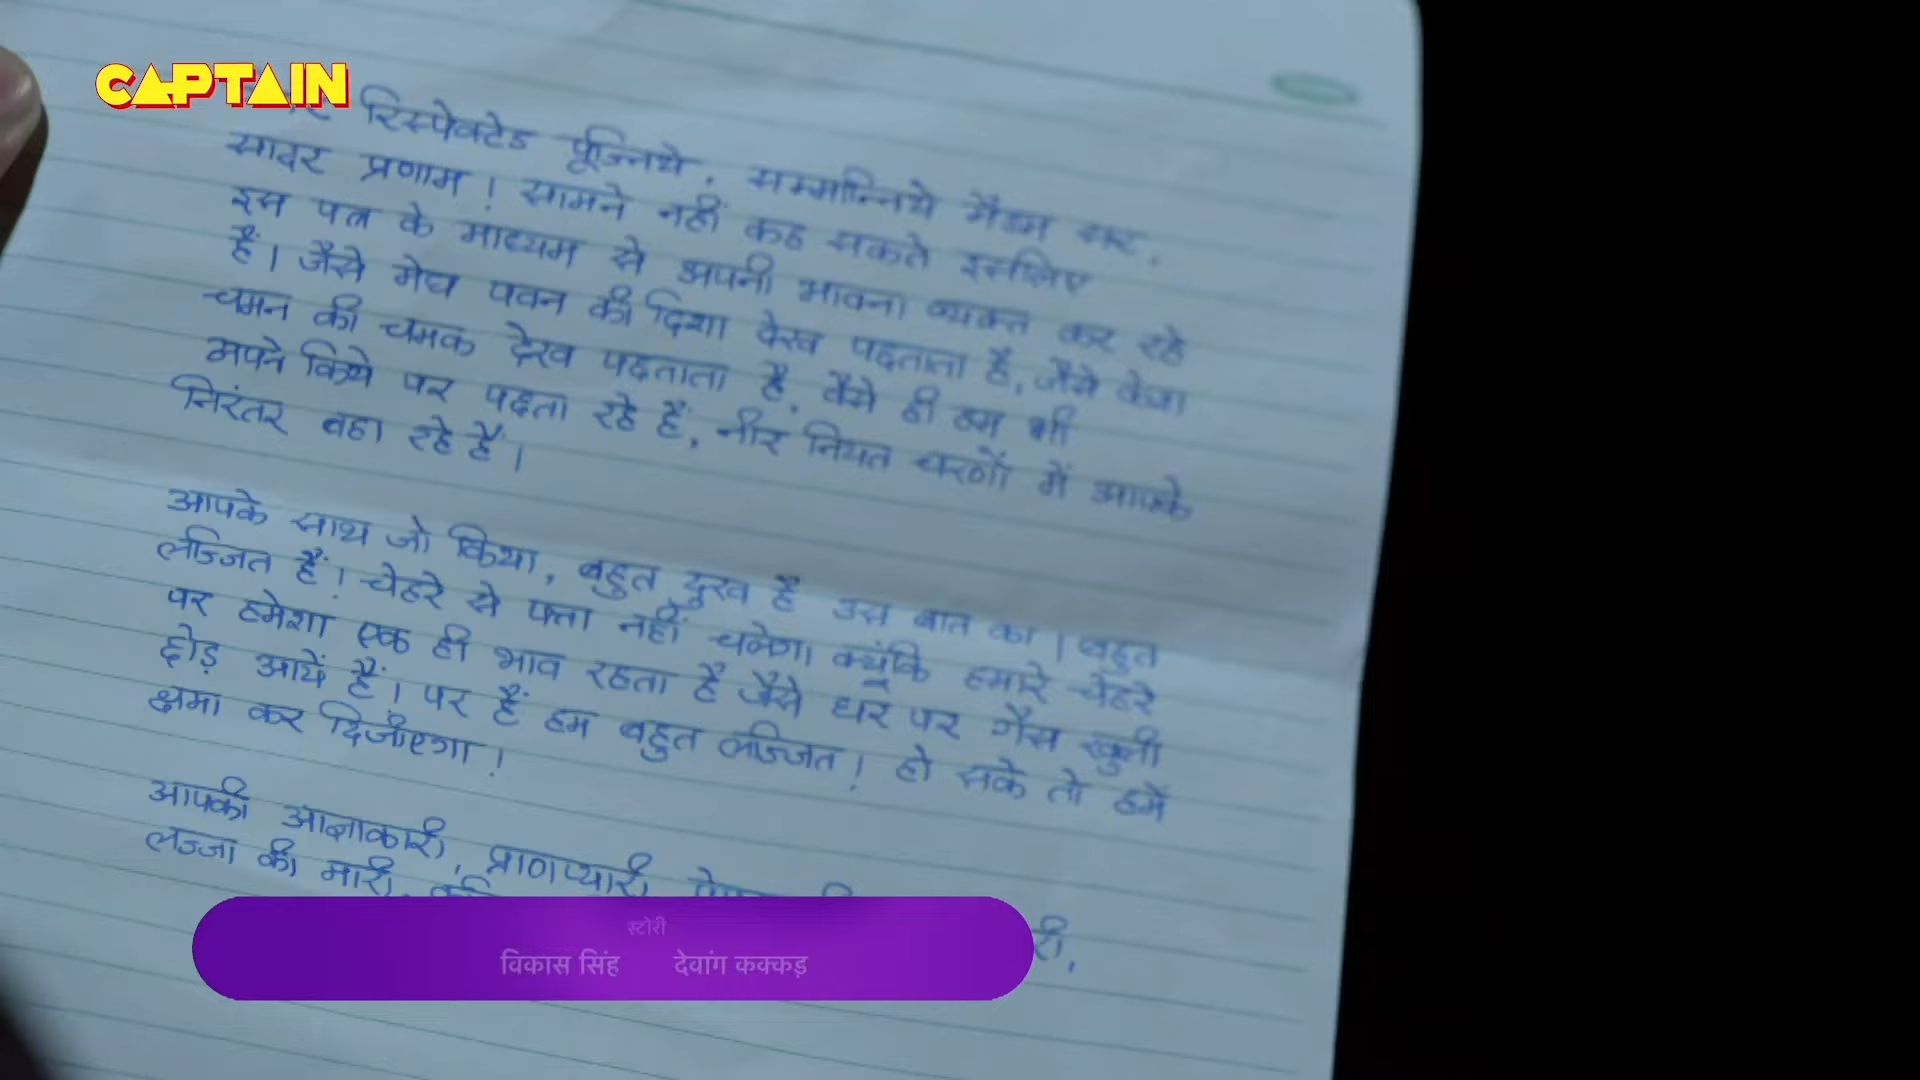 CAPTAIN
रिस्पेक्टेड पूज्निये, सम्मान्निये मैडम सर,
सादर प्रणाम! सामने नहीं कह सकते इसलिए
इस पत्र के माध्यम से अपनी भावना व्यक्त कर रहे
हैं। जैसे मेघ पवन की दिशा देख पछताता है, जैसे
चमन की चमक देख पछताता है, वैसे ही हम भी
अपने किये पर पछता रहे हैं, नीर नियत चरणों में आपके
निरंतर बहा रहे हैं।
आपके साथ जो किया, बहुत दुख है उस बात का। बहुत
लज्जित हैं! चेहरे से पता नहीं चलेगा क्यूंकि हमारे चेहरे
पर हमेशा एक ही भाव रहता है जैसे घर पर गैस खुली
छोड़ आयें हैं। पर हैं हम बहुत लज्जित! हो सके तो हमें
क्षमा कर दिजीएगा!
आपकी आज्ञाकारी, प्राणप्यारी
लज्जा की मारी,
री,
स्टोरी
विकास सिंह देवांग कक्कड़